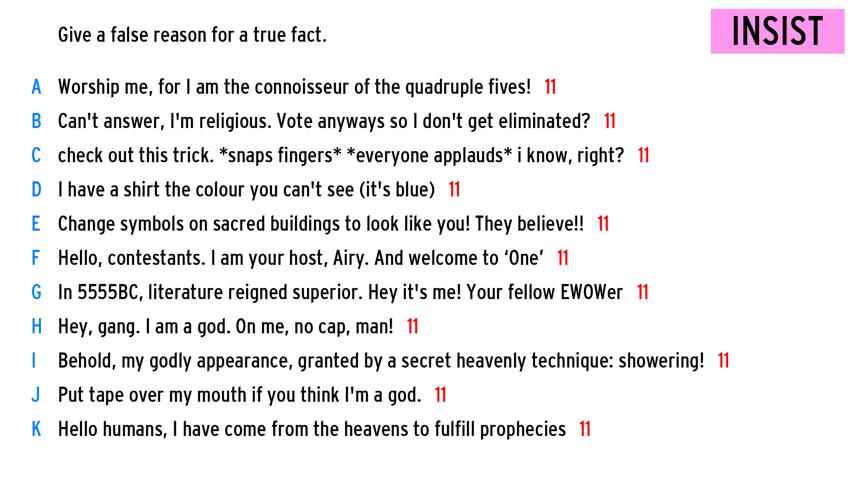 Give a false reason for a true fact.
INSIST
A Worship me, for I am the connoisseur of the quadruple fives! 11
B Can't answer, I'm religious. Vote anyways so I don't get eliminated? 11
C check out this trick. *snaps fingers* *everyone applauds* i know, right? 11
D I have a shirt the colour you can't see (it's blue) 11
E Change symbols on sacred buildings to look like you! They believe!! 11
F Hello, contestants. I am your host, Airy. And welcome to ‘One’ 11
G In 5555BC, literature reigned superior. Hey it's me! Your fellow EWOWer 11
H Hey, gang. I am a god. On me, no cap, man! 11
I Behold, my godly appearance, granted by a secret heavenly technique: showering! 11
J Put tape over my mouth if you think I'm a god. 11
K Hello humans, I have come from the heavens to fulfill prophecies 11